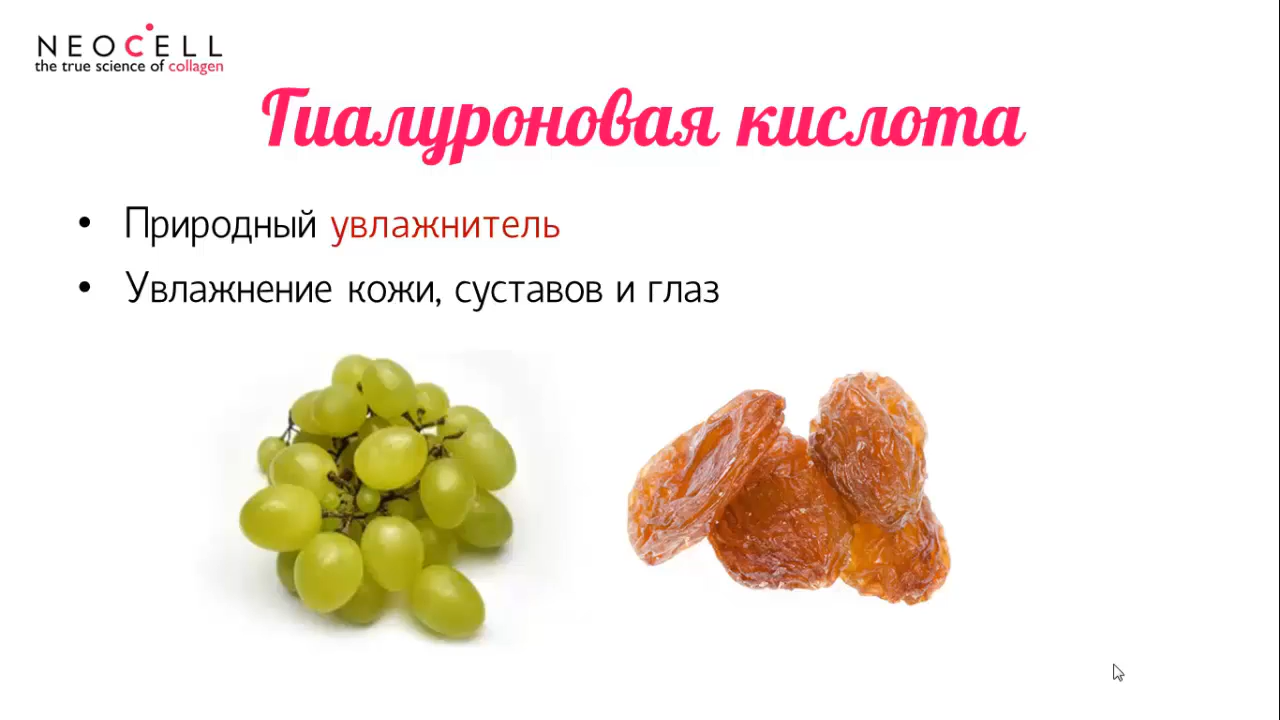 NEOCELL
the true science of collagen
Гиалуроновая кислота
• Природный увлажнитель
• Увлажнение кожи, суставов и глаз